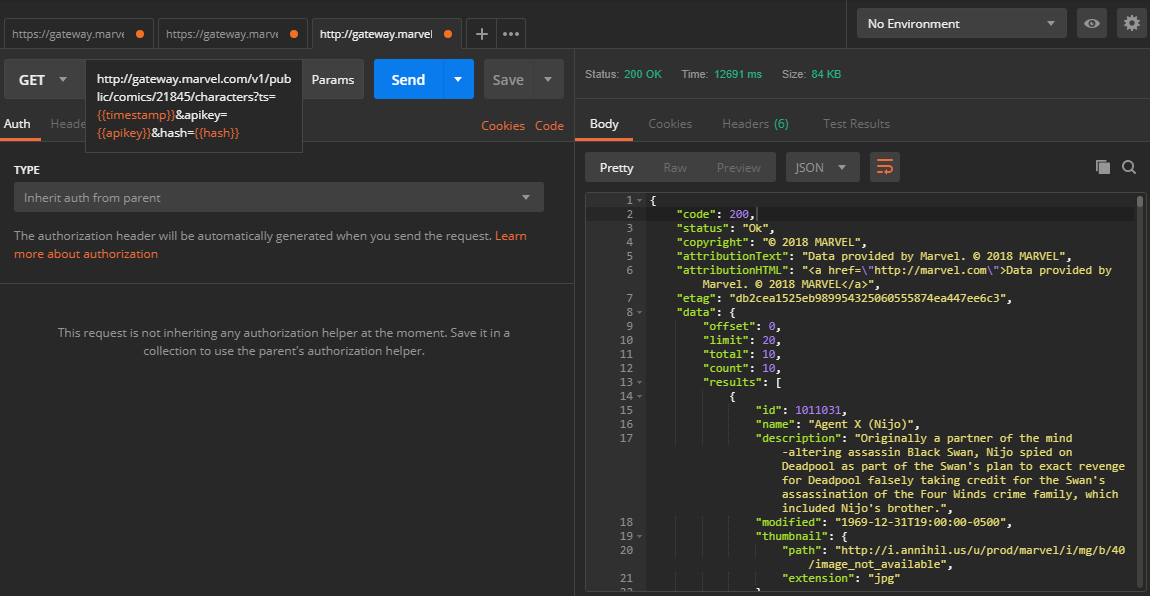 https://gateway.marve
https://gateway.marve
http://gateway.marvel
No Environment
GET
http://gateway.marvel.com/v1/pub
lic/comics/21845/characters?ts=
{{timestamp}}&apikey=
{{apikey}}&hash={{hash}}
Params
Send
Save
Status: 200 OK Time: 12691 ms Size: 84 KB
Auth
Heade
Cookies Code
Body Cookies Headers (6) Test Results
TYPE
Inherit auth from parent
The authorization header will be automatically generated when you send the request. Learn
more about authorization
This request is not inheriting any authorization helper at the moment. Save it in a
collection to use the parent's authorization helper.
Pretty Raw Preview JSON
1 {
2 "code": 200,
3 "status": "Ok",
4 "copyright": "© 2018 MARVEL",
5 "attributionText": "Data provided by Marvel. © 2018 MARVEL",
6 "attributionHTML": "<a href=\"http://marvel.com\">Data provided by
Marvel. © 2018 MARVEL</a>",
7 "etag": "db2cea1525eb989954325060555874ea447ee6c3",
8 "data": {
9 "offset": 0,
10 "limit": 20,
11 "total": 10,
12 "count": 10,
13 "results": [
14 {
15 "id": 1011031,
16 "name": "Agent X (Nijo)",
17 "description": "Originally a partner of the mind
-altering assassin Black Swan, Nijo spied on
Deadpool as part of the Swan's plan to exact revenge
for Deadpool falsely taking credit for the Swan's
assassination of the Four Winds crime family, which
included Nijo's brother.",
18 "modified": "1969-12-31T19:00:00-0500",
19 "thumbnail": {
20 "path": "http://i.annihil.us/u/prod/marvel/i/mg/b/40
/image_not_available",
21 "extension": "jpg"